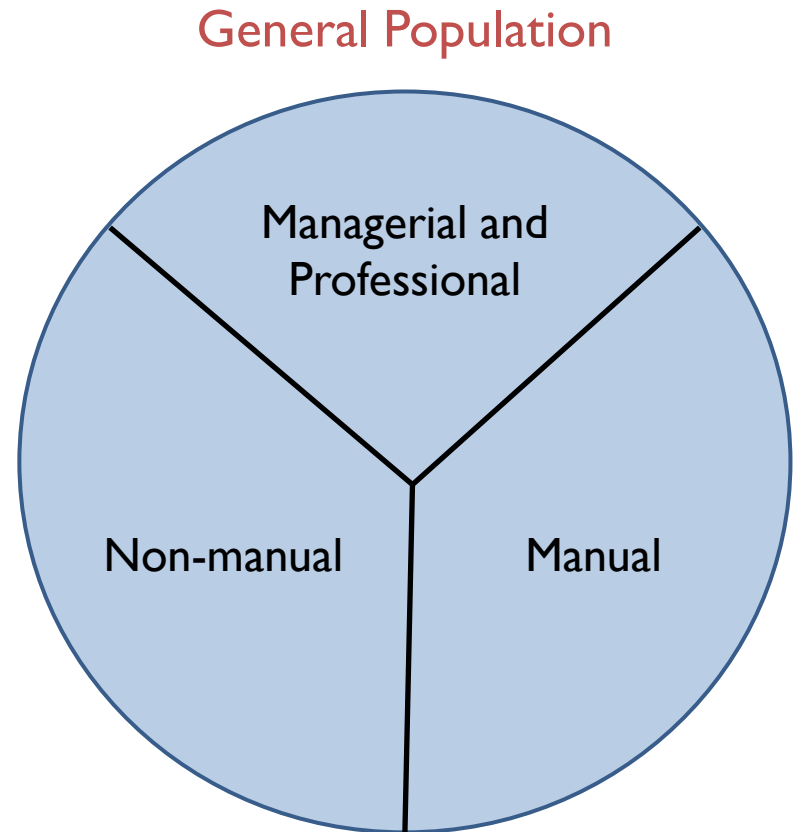 General Population
Managerial and
Professional
Non-manual
Manual